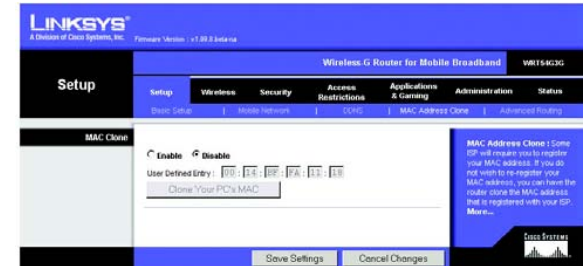 LINKSYS®
A Division of Cisco Systems, Inc.
Firmware Version : v1.99.8 beta na
Wireless-G Router for Mobile Broadband WRT54G3G
Setup
Setup Wireless Security Access Restrictions Applications & Gaming Administration Status
Basic Setup | Mobile Network | DDNS | MAC Address Clone | Advanced Routing
MAC Clone
Enable Disable
User Defined Entry : 00 : 14 : BF : FA : 11 : 18
Clone Your PC's MAC
MAC Address Clone : Some
ISP will require you to register
your MAC address. If you do
not wish to re-register your
MAC address, you can have the
router clone the MAC address
that is registered with your ISP.
More...
CISCO SYSTEMS
Save Settings Cancel Changes